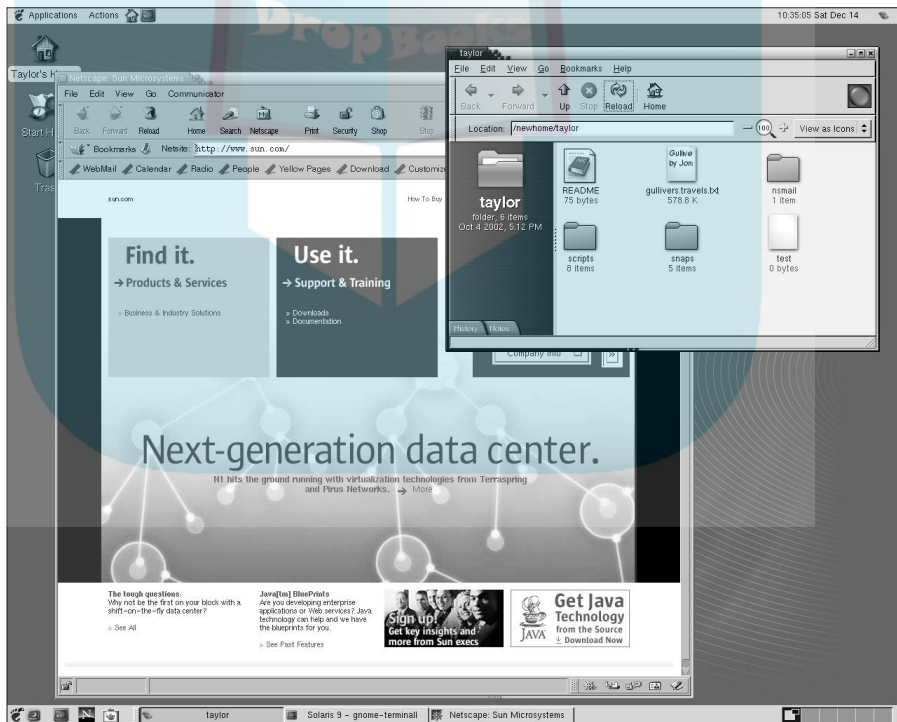 Applications Actions
10:35:05 Sat Dec 14
DropBooks
Taylor's H
Start H
Tras
Netscape: Sun Microsystems
File Edit View Go Communicator
Back Forward Reload Home Search Netscape Print Security Shop Stop
Bookmarks Netsite: http://www.sun.com/
WebMail Calendar Radio People Yellow Pages Download Customize
sun.com How To Buy
Find it.
→ Products & Services
» Business & Industry Solutions
Use it.
→ Support & Training
» Downloads
» Documentation
Company Info »
Next-generation data center.
N1 hits the ground running with virtualization technologies from Terraspring
and Pirus Networks. → More
The tough questions.
Why not be the first on your block with a
shift-on-the-fly data center?
» See All
Java[tm] BluePrints
Are you developing enterprise
applications or Web services? Java
technology can help and we have
the blueprints for you.
» See Past Features
Sign up!
Get key insights and
more from Sun execs
JAVA
Get Java
Technology
from the Source
Download Now
taylor
File Edit View Go Bookmarks Help
Back Forward Up Stop Reload Home
Location: /newhome/taylor 100 View as Icons
taylor
folder, 6 items
Oct 4 2002, 5:12 PM
History Notes
README
75 bytes
Gullive
by Jon
gullivers.travels.txt
578.8 K
nsmail
1 item
scripts
8 items
snaps
5 items
test
0 bytes
taylor
Solaris 9 - gnome-terminall
Netscape: Sun Microsystems